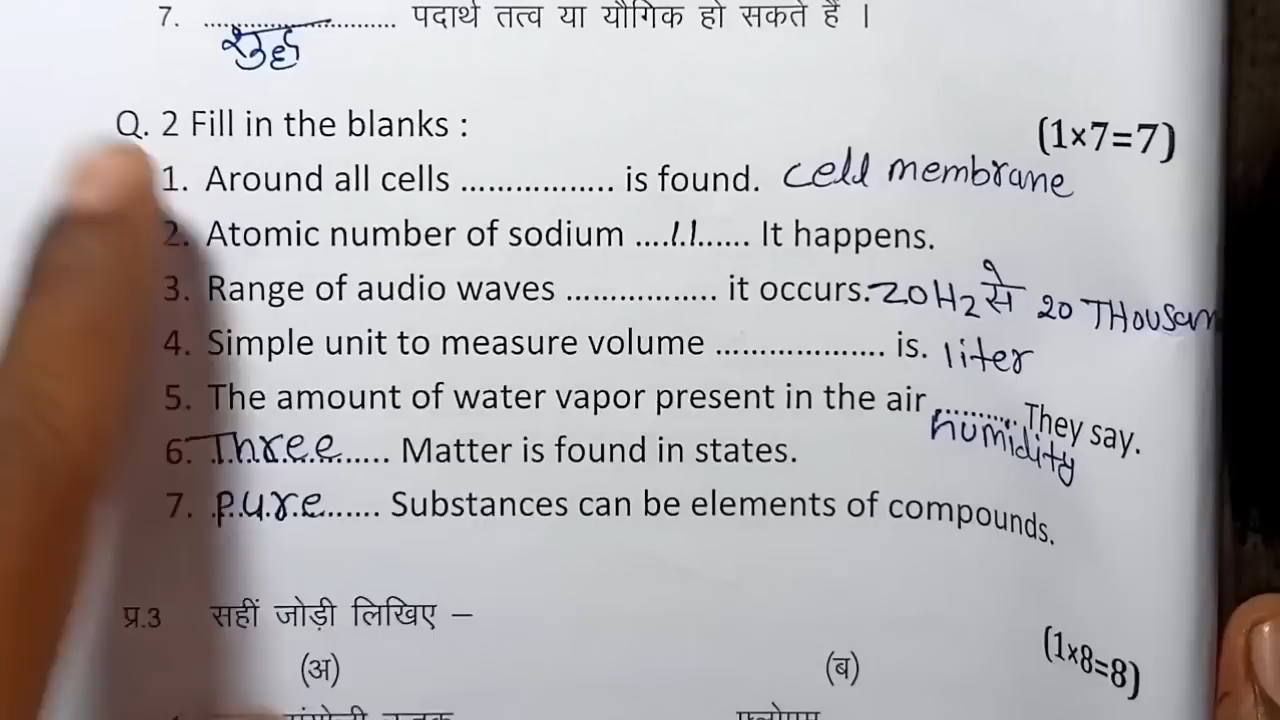 7. ........................ पदार्थ तत्व या यौगिक हो सकते हैं ।
शुद्ध
Q. 2 Fill in the blanks :
(1×7=7)
1. Around all cells ................. is found. cell membrane
2. Atomic number of sodium ....11...... It happens.
3. Range of audio waves ................. it occurs. 20Hz से 20 THousan
4. Simple unit to measure volume ................... is. liter
5. The amount of water vapor present in the air .......... They say.
humidity
6. Three...... Matter is found in states.
7. pure...... Substances can be elements of compounds.
प्र.3 सहीं जोड़ी लिखिए –
(1×8=8)
(अ) (ब)